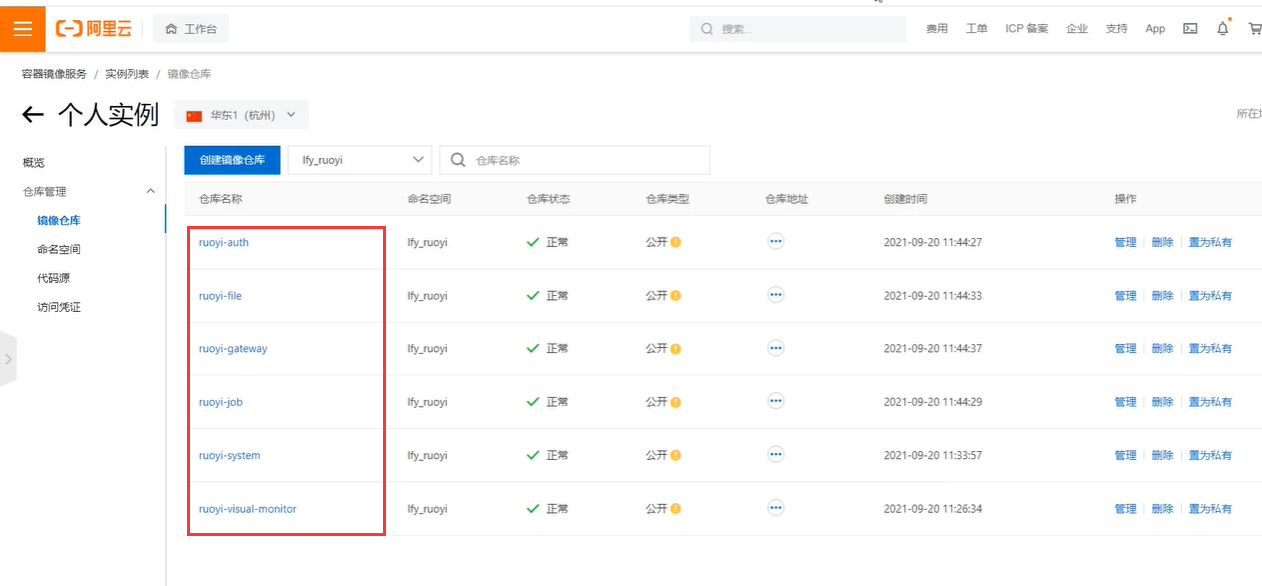 阿里云 工作台 搜索... 费用 工单 ICP 备案 企业 支持 App
容器镜像服务 / 实例列表 / 镜像仓库
个人实例 华东1（杭州）
概览
仓库管理
镜像仓库
命名空间
代码源
访问凭证
创建镜像仓库 lfy_ruoyi 仓库名称
仓库名称 命名空间 仓库状态 仓库类型 仓库地址 创建时间 操作
ruoyi-auth lfy_ruoyi 正常 公开 2021-09-20 11:44:27 管理 删除 置为私有
ruoyi-file lfy_ruoyi 正常 公开 2021-09-20 11:44:33 管理 删除 置为私有
ruoyi-gateway lfy_ruoyi 正常 公开 2021-09-20 11:44:37 管理 删除 置为私有
ruoyi-job lfy_ruoyi 正常 公开 2021-09-20 11:44:29 管理 删除 置为私有
ruoyi-system lfy_ruoyi 正常 公开 2021-09-20 11:33:57 管理 删除 置为私有
ruoyi-visual-monitor lfy_ruoyi 正常 公开 2021-09-20 11:26:34 管理 删除 置为私有